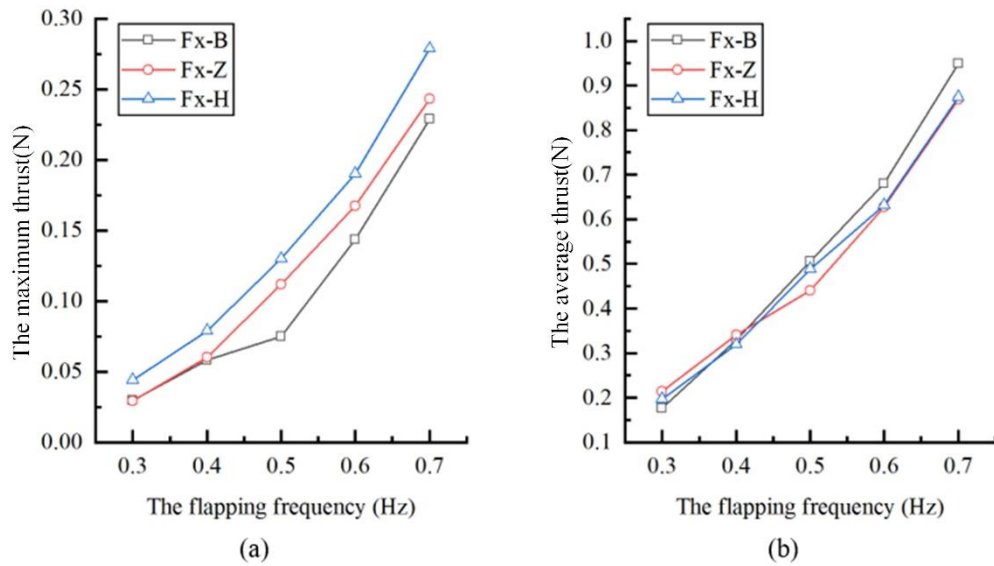 The maximum thrust(N)
0.30
0.25
0.20
0.15
0.10
0.05
0.00
Fx-B
Fx-Z
Fx-H
0.3 0.4 0.5 0.6 0.7
The flapping frequency (Hz)
(a)
The average thrust(N)
1.0
0.9
0.8
0.7
0.6
0.5
0.4
0.3
0.2
0.1
Fx-B
Fx-Z
Fx-H
0.3 0.4 0.5 0.6 0.7
The flapping frequency (Hz)
(b)